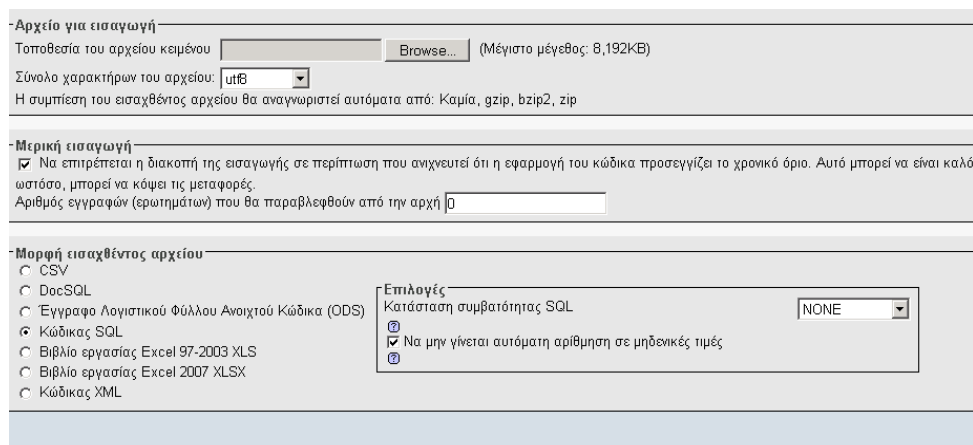 Αρχείο για εισαγωγή
Τοποθεσία του αρχείου κειμένου Browse... (Μέγιστο μέγεθος: 8,192KB)
Σύνολο χαρακτήρων του αρχείου: utf8
Η συμπίεση του εισαχθέντος αρχείου θα αναγνωριστεί αυτόματα από: Καμία, gzip, bzip2, zip
Μερική εισαγωγή
Να επιτρέπεται η διακοπή της εισαγωγής σε περίπτωση που ανιχνευτεί ότι η εφαρμογή του κώδικα προσεγγίζει το χρονικό όριο. Αυτό μπορεί να είναι καλό
ωστόσο, μπορεί να κόψει τις μεταφορές.
Αριθμός εγγραφών (ερωτημάτων) που θα παραβλεφθούν από την αρχή 0
Μορφή εισαχθέντος αρχείου
CSV
DocSQL
Έγγραφο Λογιστικού Φύλλου Ανοιχτού Κώδικα (ODS)
Κώδικας SQL
Βιβλίο εργασίας Excel 97-2003 XLS
Βιβλίο εργασίας Excel 2007 XLSX
Κώδικας XML
Επιλογές
Κατάσταση συμβατότητας SQL NONE
?
Να μην γίνεται αυτόματη αρίθμηση σε μηδενικές τιμές
?